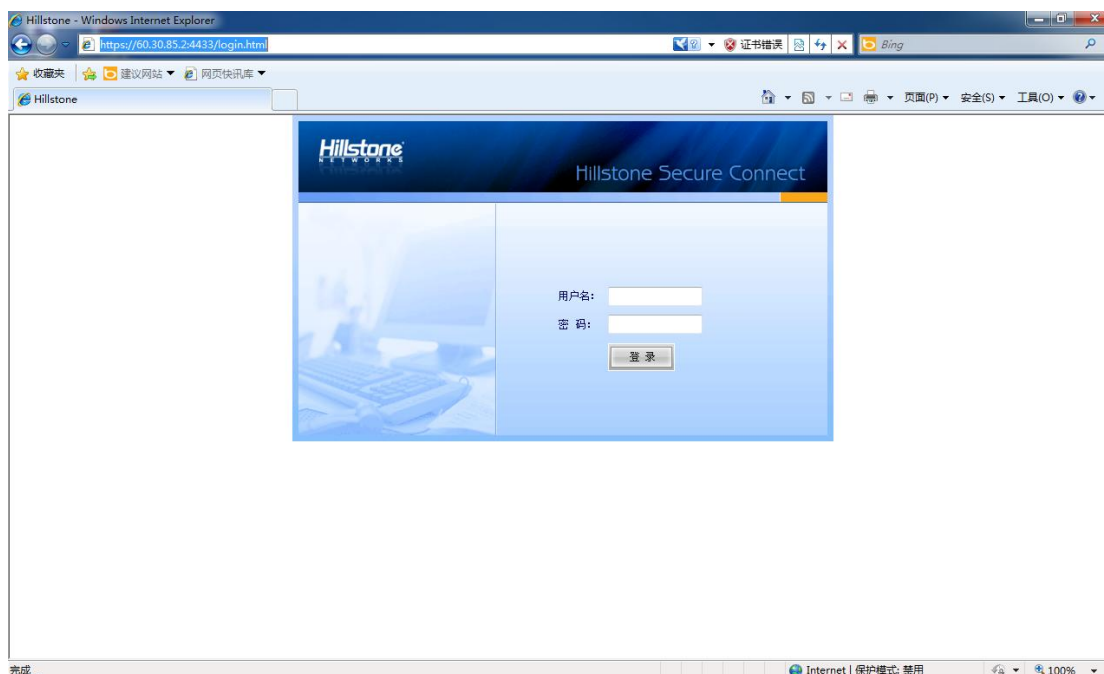 Hillstone - Windows Internet Explorer
https://60.30.85.2:4433/login.html
证书错误
Bing
收藏夹
建议网站
网页快讯库
Hillstone
页面(P)
安全(S)
工具(O)
Hillstone
NETWORKS
Hillstone Secure Connect
用户名:
密 码:
登 录
完成
Internet | 保护模式: 禁用
100%